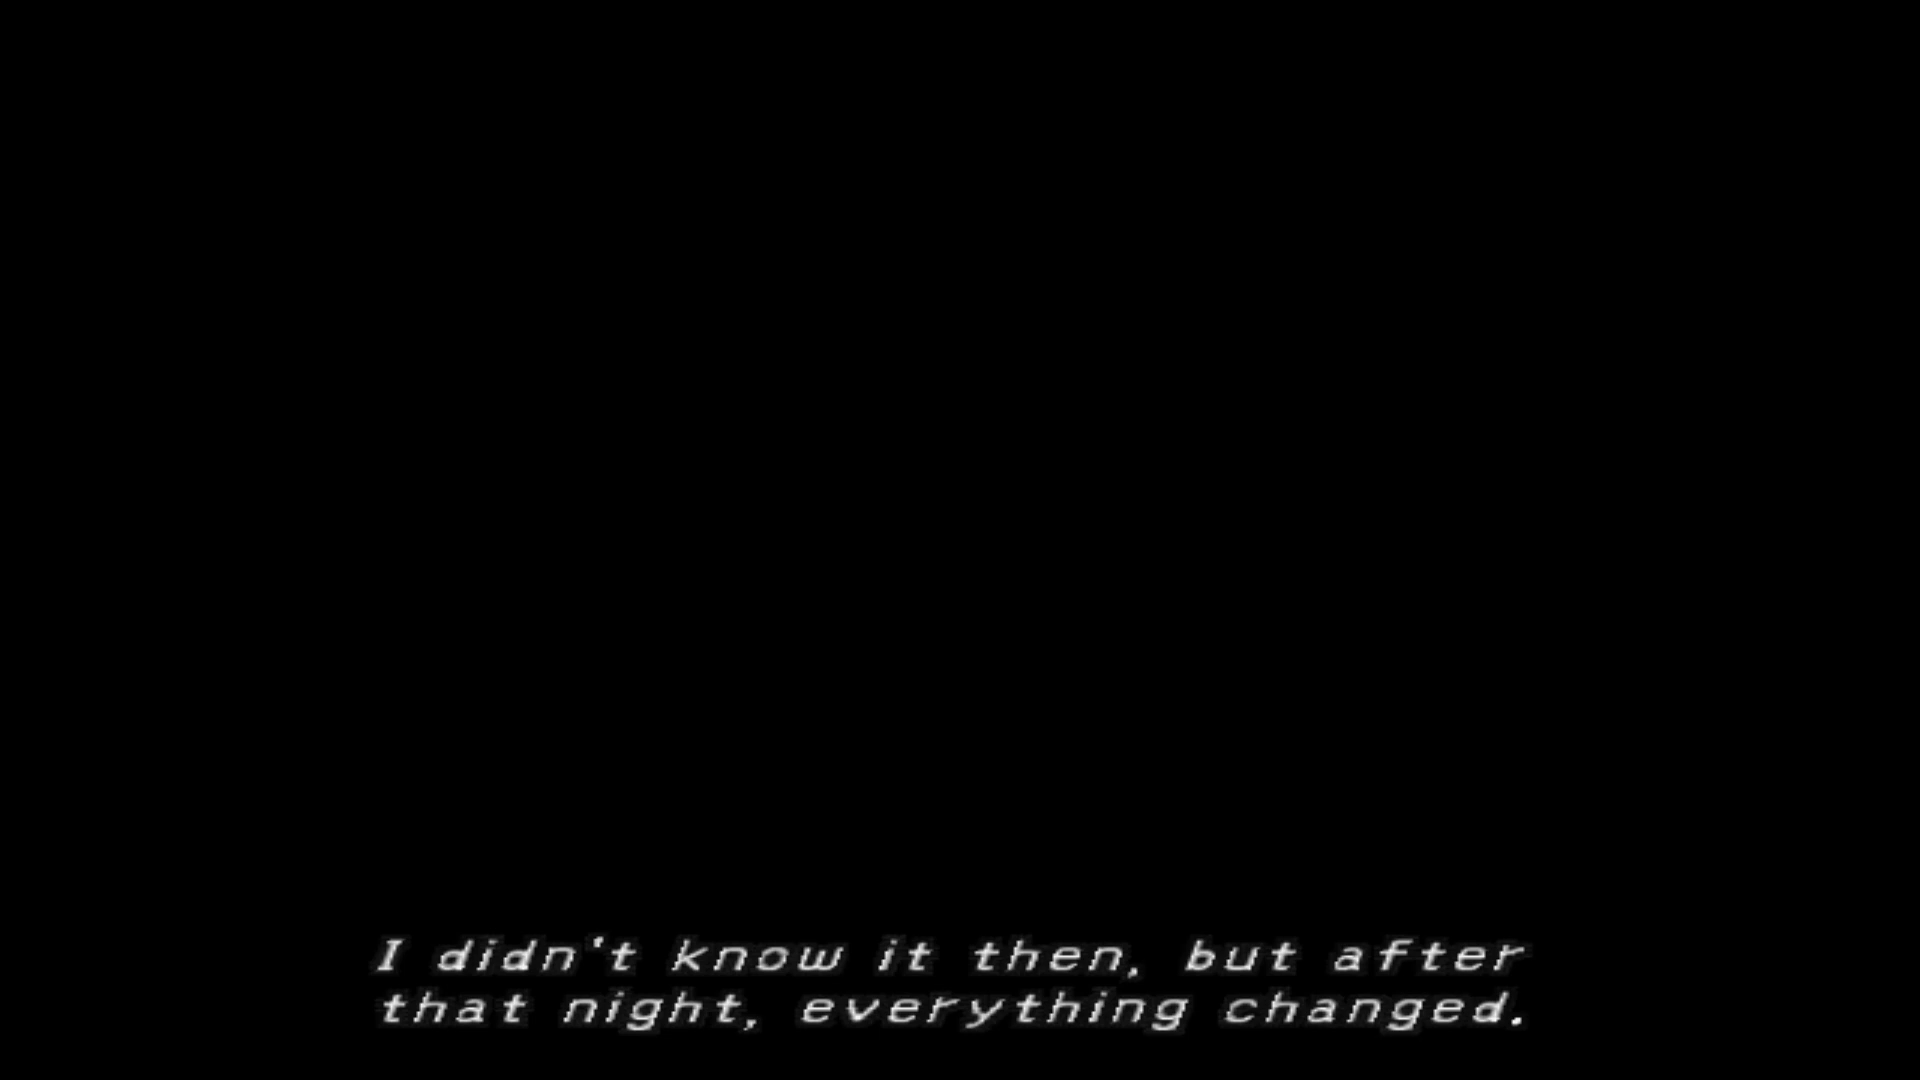 I didn't know it then, but after
that night, everything changed.